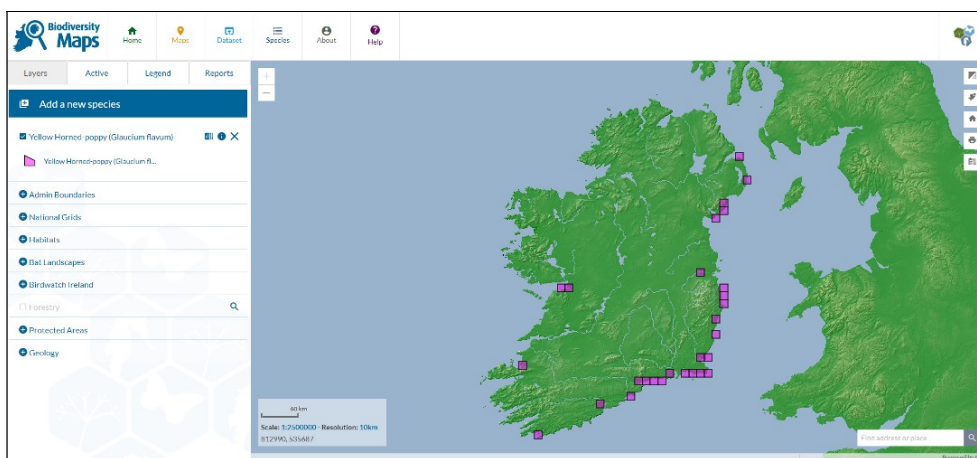 Biodiversity
Maps
Home
Maps
Dataset
Species
About
Help
Layers
Active
Legend
Reports
Add a new species
Yellow Horned-poppy (Glaucium flavum)
Yellow Horned-poppy (Glaucium fl...
Admin Boundaries
National Grids
Habitats
Bat Landscapes
Birdwatch Ireland
Forestry
Protected Areas
Geology
60 km
Scale: 1:2500000 - Resolution: 10km
812990, 535687
Find address or place